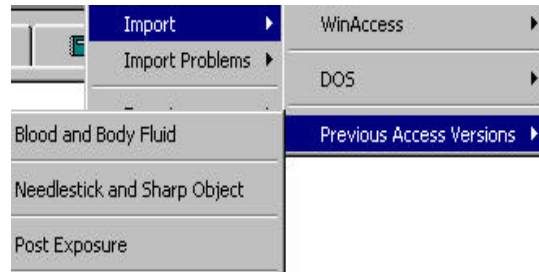 Import
Import Problems
WinAccess
DOS
Previous Access Versions
Blood and Body Fluid
Needlestick and Sharp Object
Post Exposure